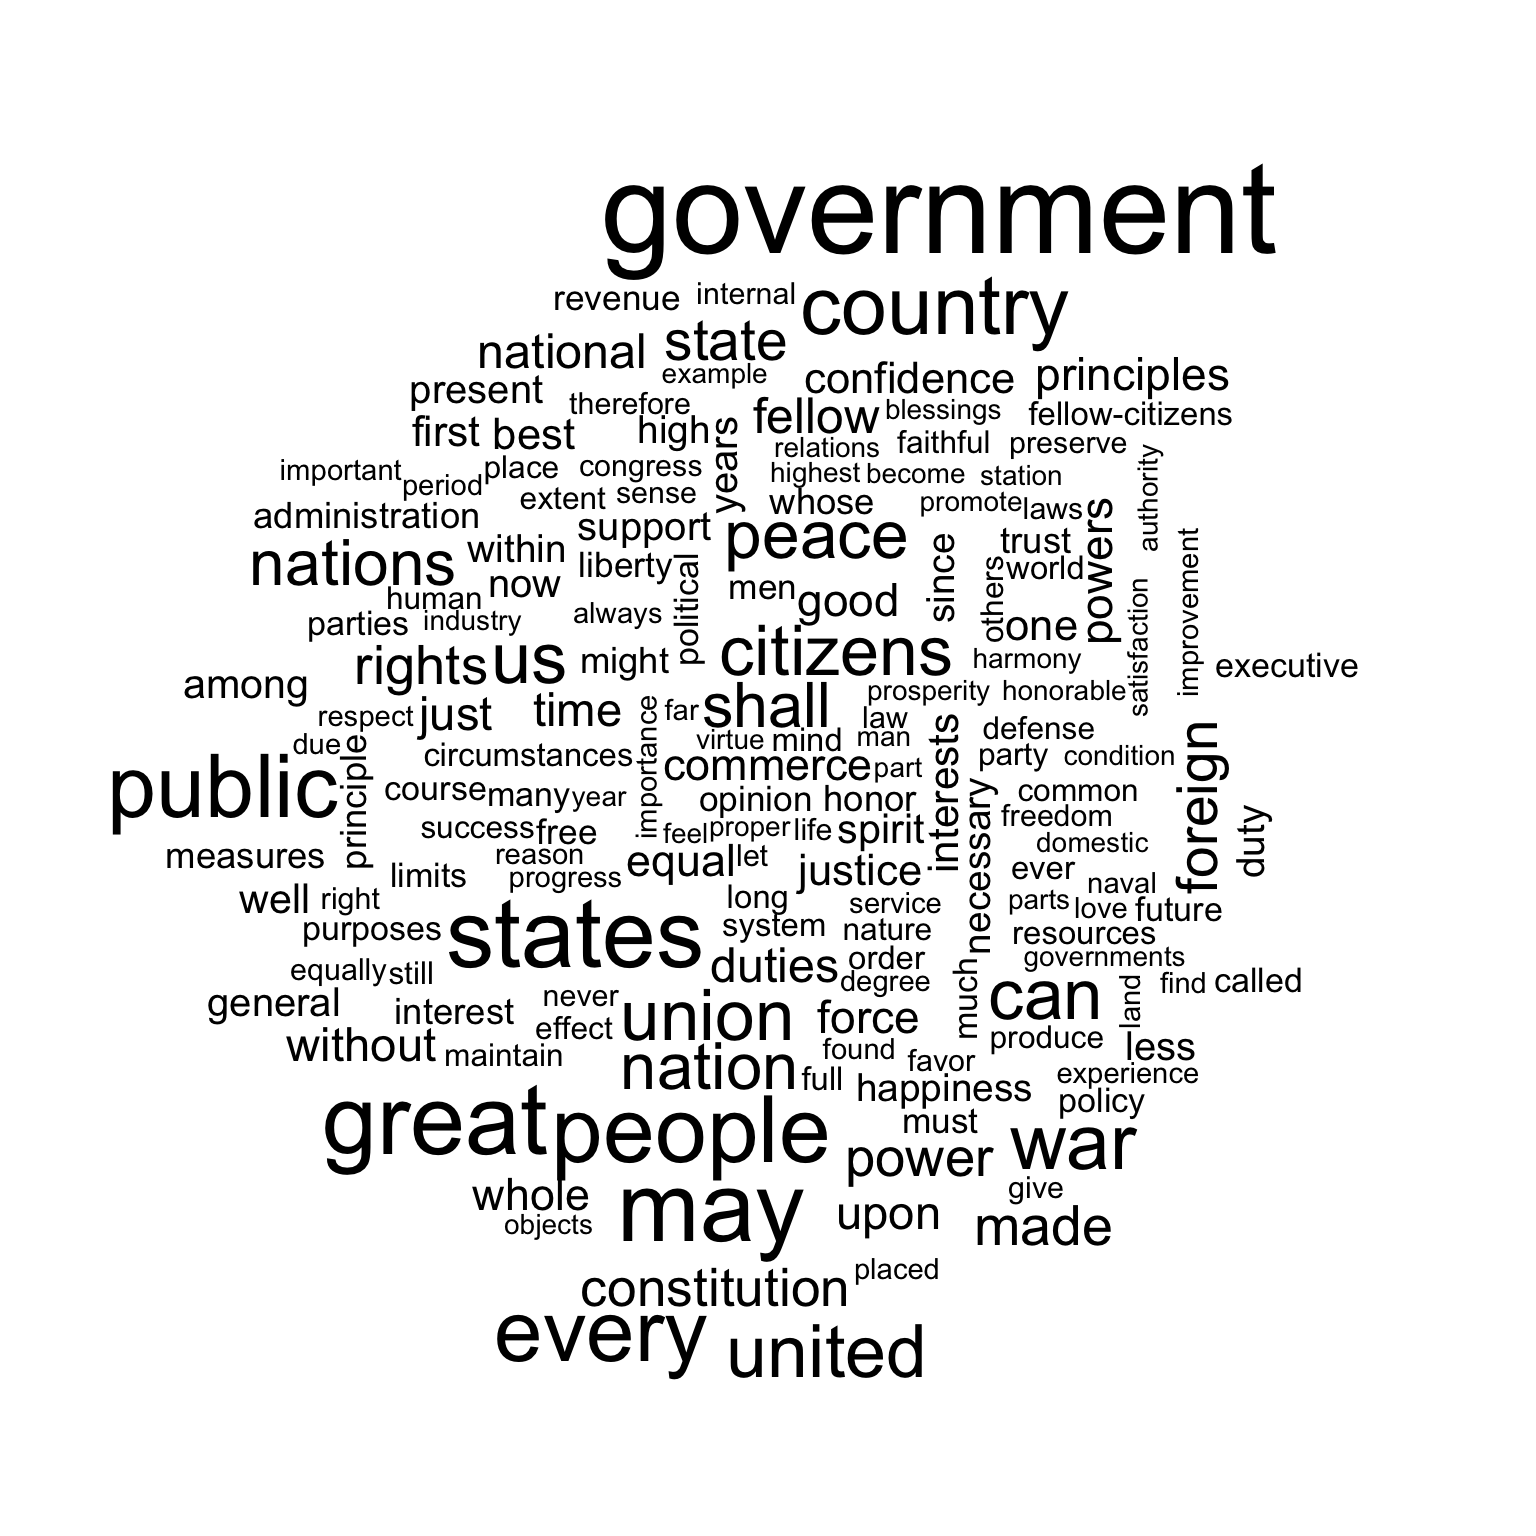 government
revenue internal country
national state
example confidence principles
present therefore fellow blessings fellow-citizens
first best high years relations faithful preserve
important period place congress highest become station authority
extent sense whose promote laws powers
administration support peace since trust
nations within liberty political men others world improvement
now good satisfaction
human always one
parties industry citizens
rights us might harmony executive
among shall prosperity honorable
respect just time importance far law interests defense foreign
due principle circumstances virtue mind man party condition
public commerce part necessary
course many year opinion honor common duty
success free feel proper life spirit freedom
measures reason equal let justice domestic
limits progress ever naval
well right long service parts love future
purposes states system nature resources
equally still duties order much governments
degree can land find called
general interest never union force produce
effect
without maintain nation found favor less
full happiness experience
great people must policy
power war
whole may give
objects upon made
constitution placed
every united